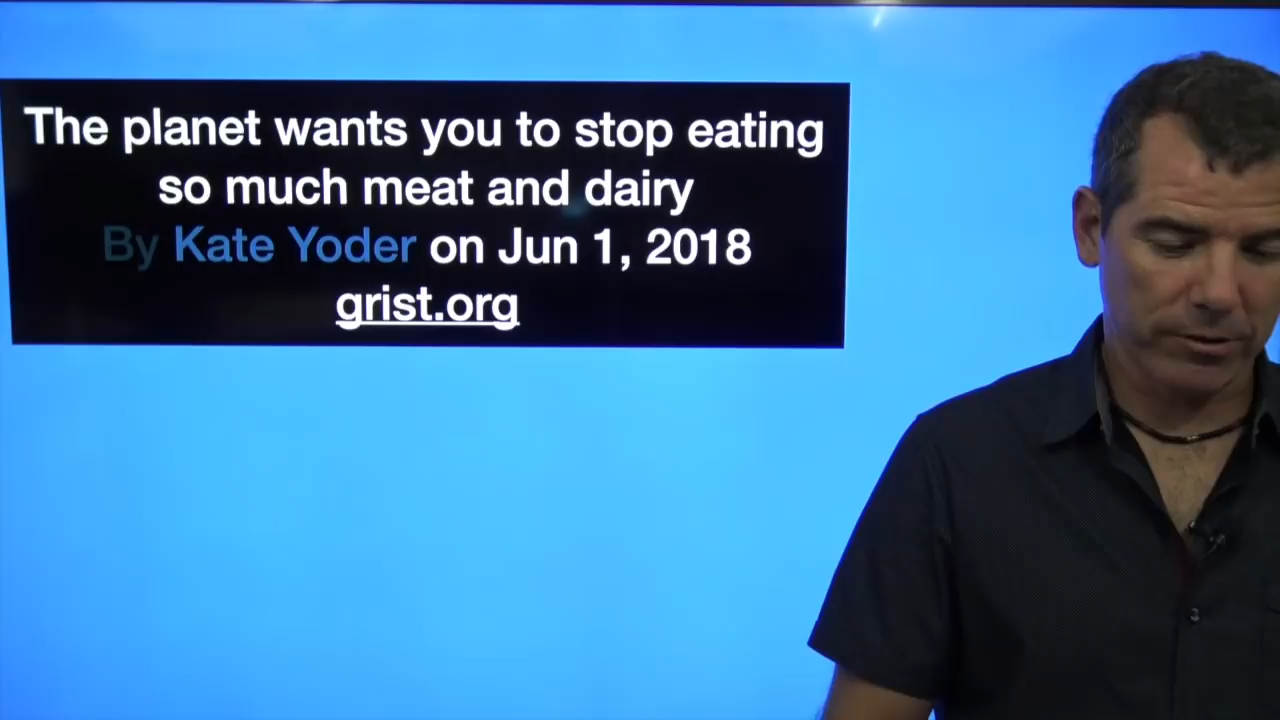 The planet wants you to stop eating
so much meat and dairy
By Kate Yoder on Jun 1, 2018
grist.org